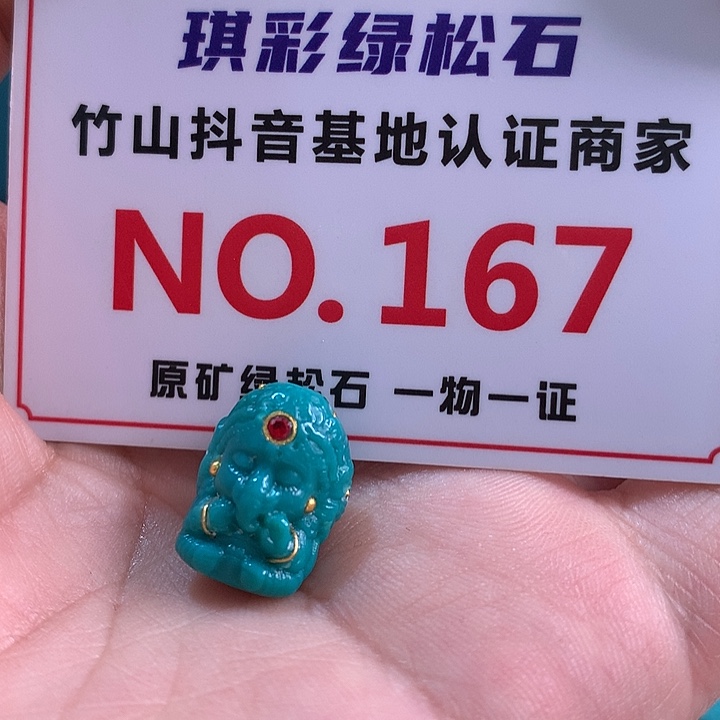 琪彩绿松石
竹山抖音基地认证商家
NO.167
原矿绿松石 一物一证